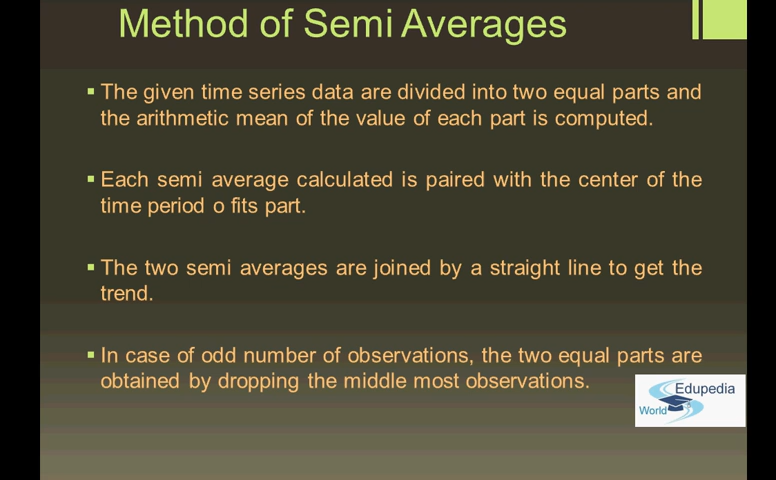 Method of Semi Averages
▪ The given time series data are divided into two equal parts and
the arithmetic mean of the value of each part is computed.
▪ Each semi average calculated is paired with the center of the
time period o fits part.
▪ The two semi averages are joined by a straight line to get the
trend.
▪ In case of odd number of observations, the two equal parts are
obtained by dropping the middle most observations.
Edupedia
World